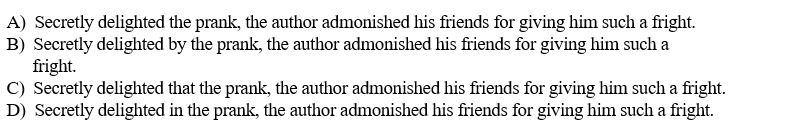 A) Secretly delighted the prank, the author admonished his friends for giving him such a fright.
B) Secretly delighted by the prank, the author admonished his friends for giving him such a
fright.
C) Secretly delighted that the prank, the author admonished his friends for giving him such a fright.
D) Secretly delighted in the prank, the author admonished his friends for giving him such a fright.